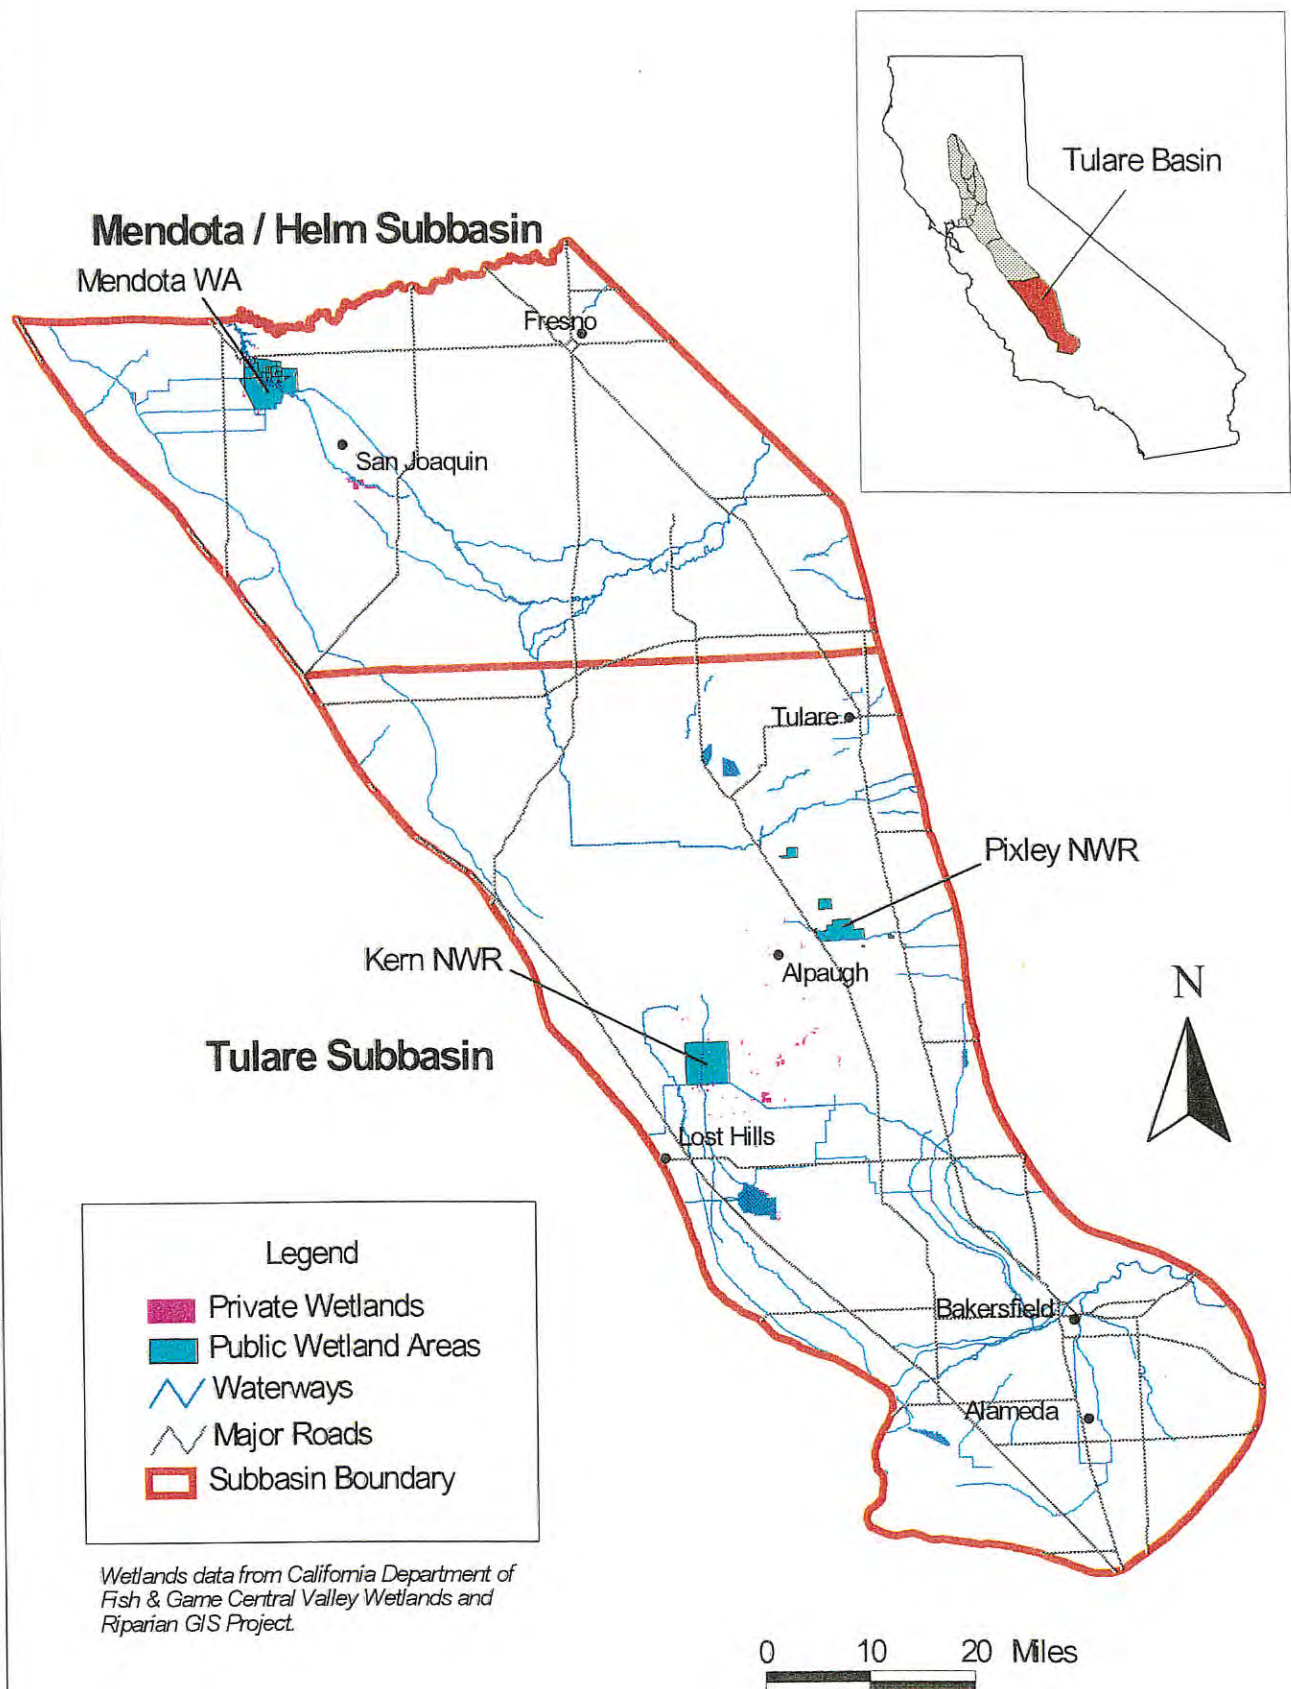 Tulare Basin
Mendota / Helm Subbasin
Mendota WA
Fresno
San Joaquin
Tulare
Pixley NWR
Kern NWR
Alpaugh
N
Tulare Subbasin
Lost Hills
Legend
Private Wetlands
Public Wetland Areas
Waterways
Major Roads
Subbasin Boundary
Bakersfield
Alameda
Wetlands data from California Department of
Fish & Game Central Valley Wetlands and
Riparian GIS Project.
0 10 20 Miles